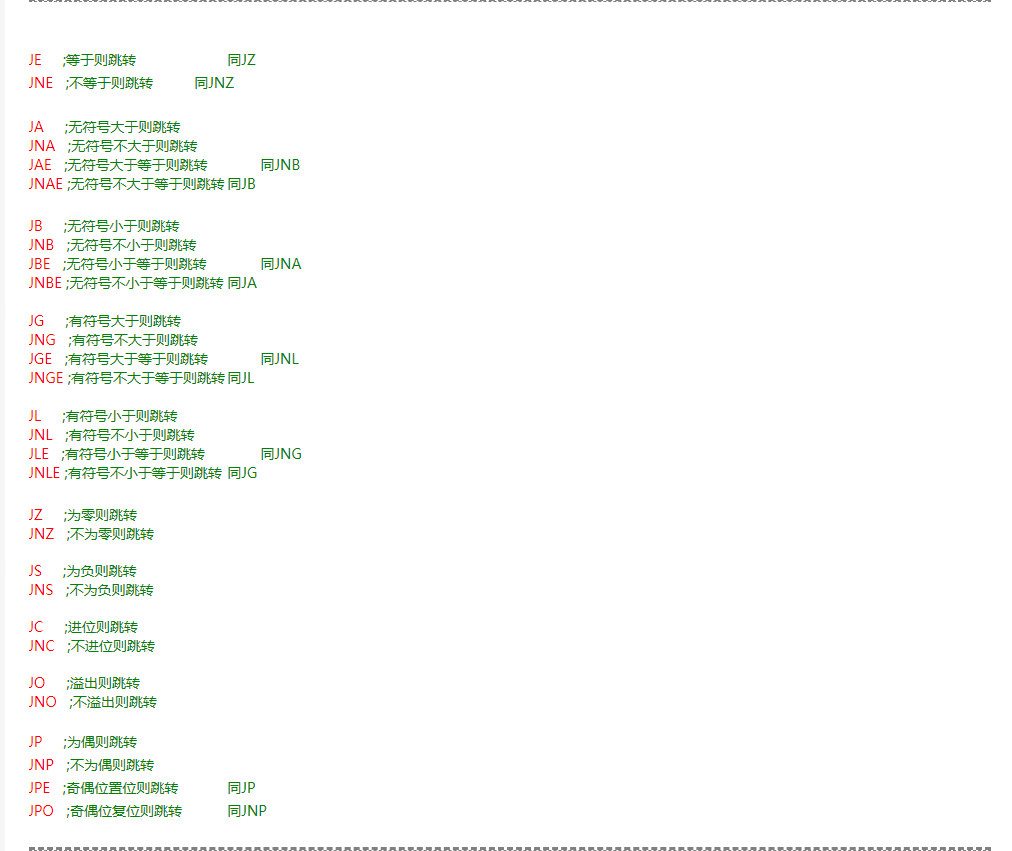 JE ;等于则跳转 同JZ
JNE ;不等于则跳转 同JNZ
JA ;无符号大于则跳转
JNA ;无符号不大于则跳转
JAE ;无符号大于等于则跳转 同JNB
JNAE ;无符号不大于等于则跳转 同JB
JB ;无符号小于则跳转
JNB ;无符号不小于则跳转
JBE ;无符号小于等于则跳转 同JNA
JNBE ;无符号不小于等于则跳转 同JA
JG ;有符号大于则跳转
JNG ;有符号不大于则跳转
JGE ;有符号大于等于则跳转 同JNL
JNGE ;有符号不大于等于则跳转 同JL
JL ;有符号小于则跳转
JNL ;有符号不小于则跳转
JLE ;有符号小于等于则跳转 同JNG
JNLE ;有符号不小于等于则跳转 同JG
JZ ;为零则跳转
JNZ ;不为零则跳转
JS ;为负则跳转
JNS ;不为负则跳转
JC ;进位则跳转
JNC ;不进位则跳转
JO ;溢出则跳转
JNO ;不溢出则跳转
JP ;为偶则跳转
JNP ;不为偶则跳转
JPE ;奇偶位置位则跳转 同JP
JPO ;奇偶位复位则跳转 同JNP